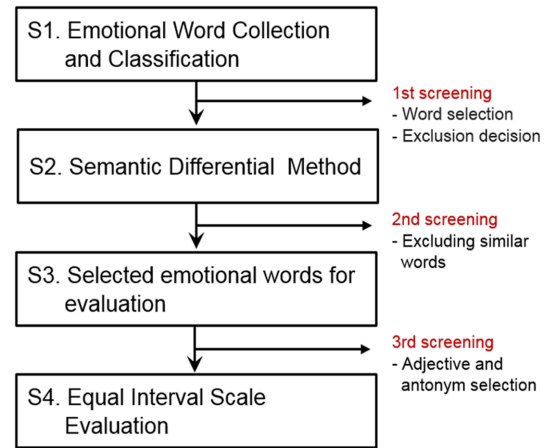 S1. Emotional Word Collection
and Classification
1st screening
- Word selection
- Exclusion decision
S2. Semantic Differential Method
2nd screening
- Excluding similar
words
S3. Selected emotional words for
evaluation
3rd screening
- Adjective and
antonym selection
S4. Equal Interval Scale
Evaluation